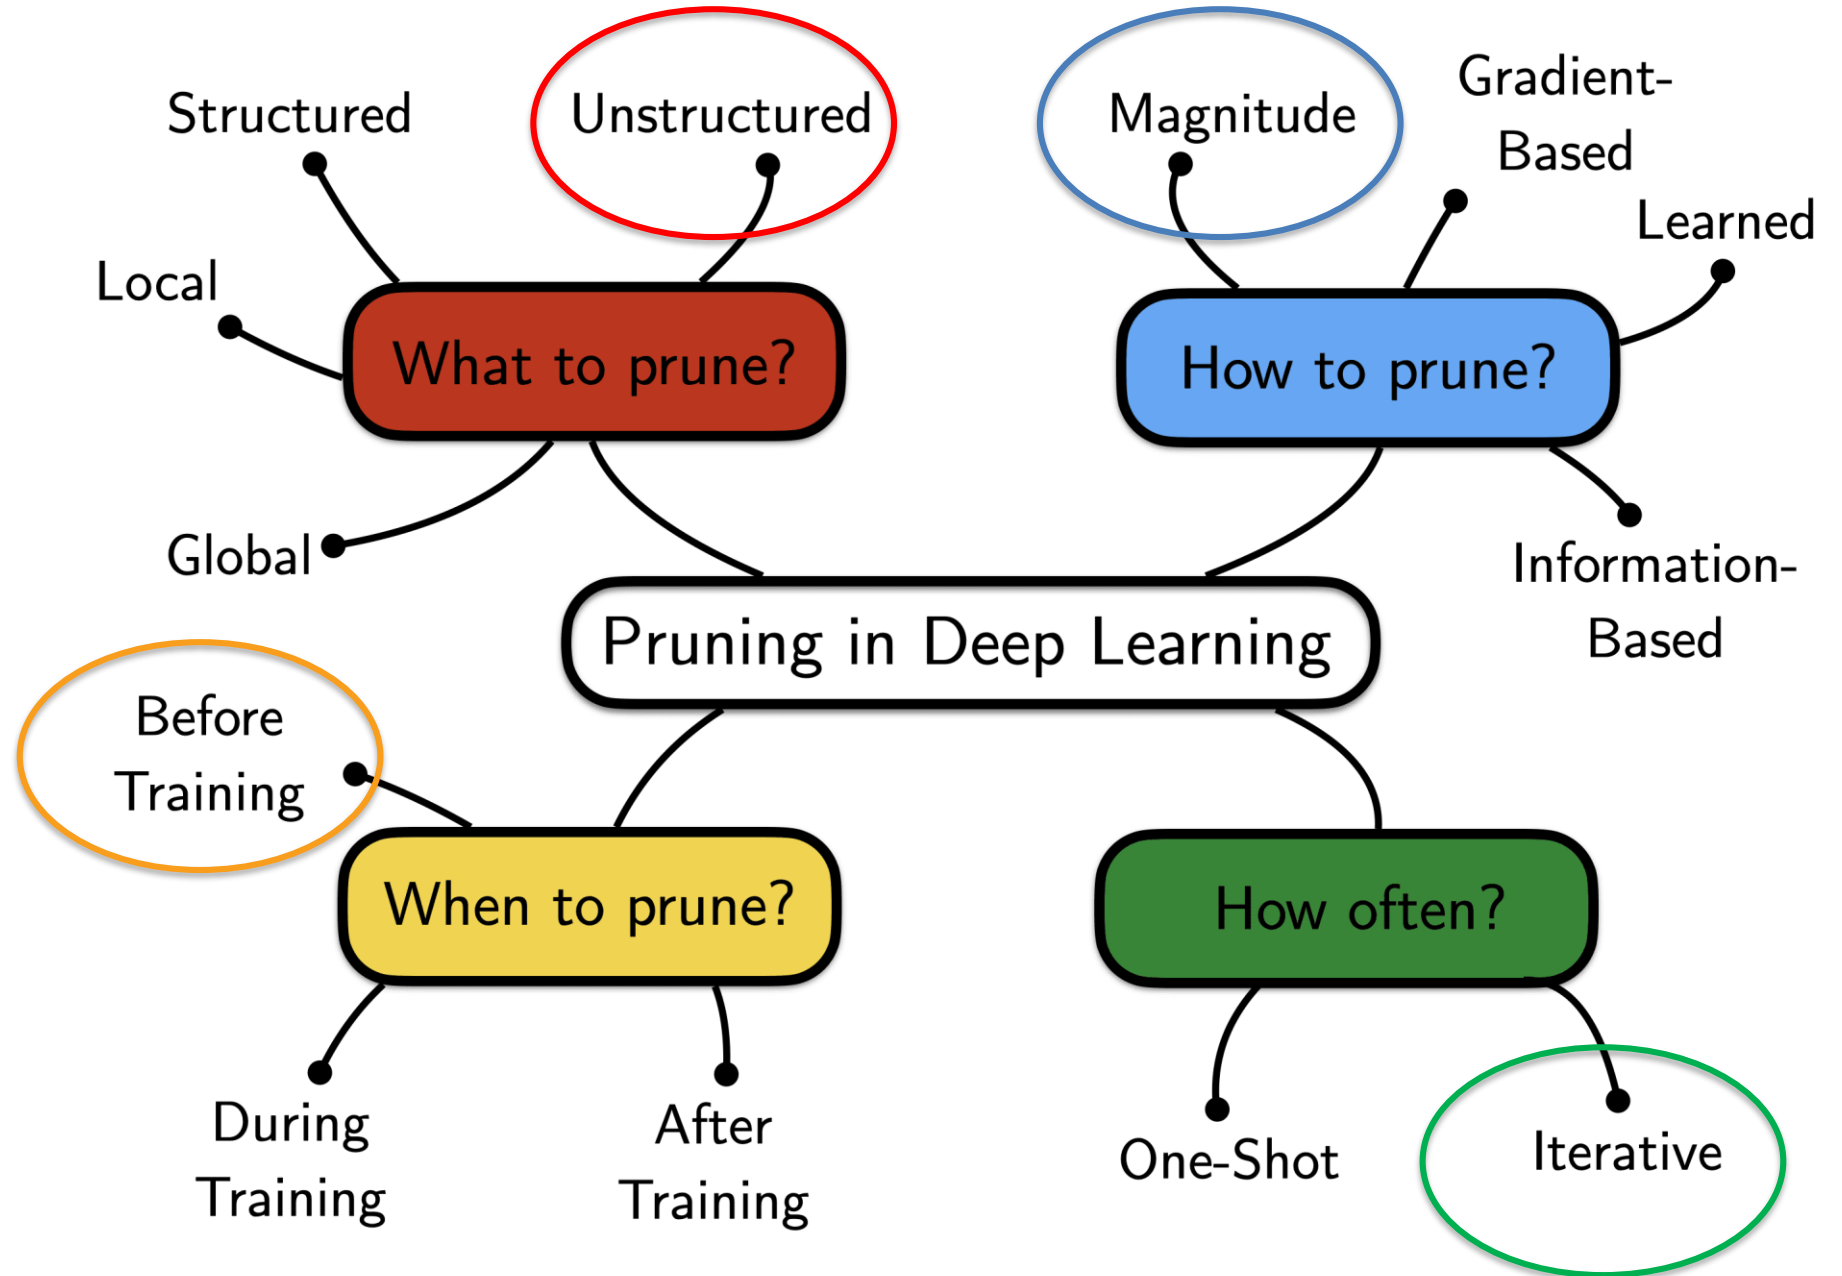 Structured
Unstructured
Local
What to prune?
Global
Magnitude
Gradient-
Based
Learned
How to prune?
Information-
Based
Pruning in Deep Learning
Before
Training
When to prune?
During
Training
After
Training
How often?
One-Shot
Iterative